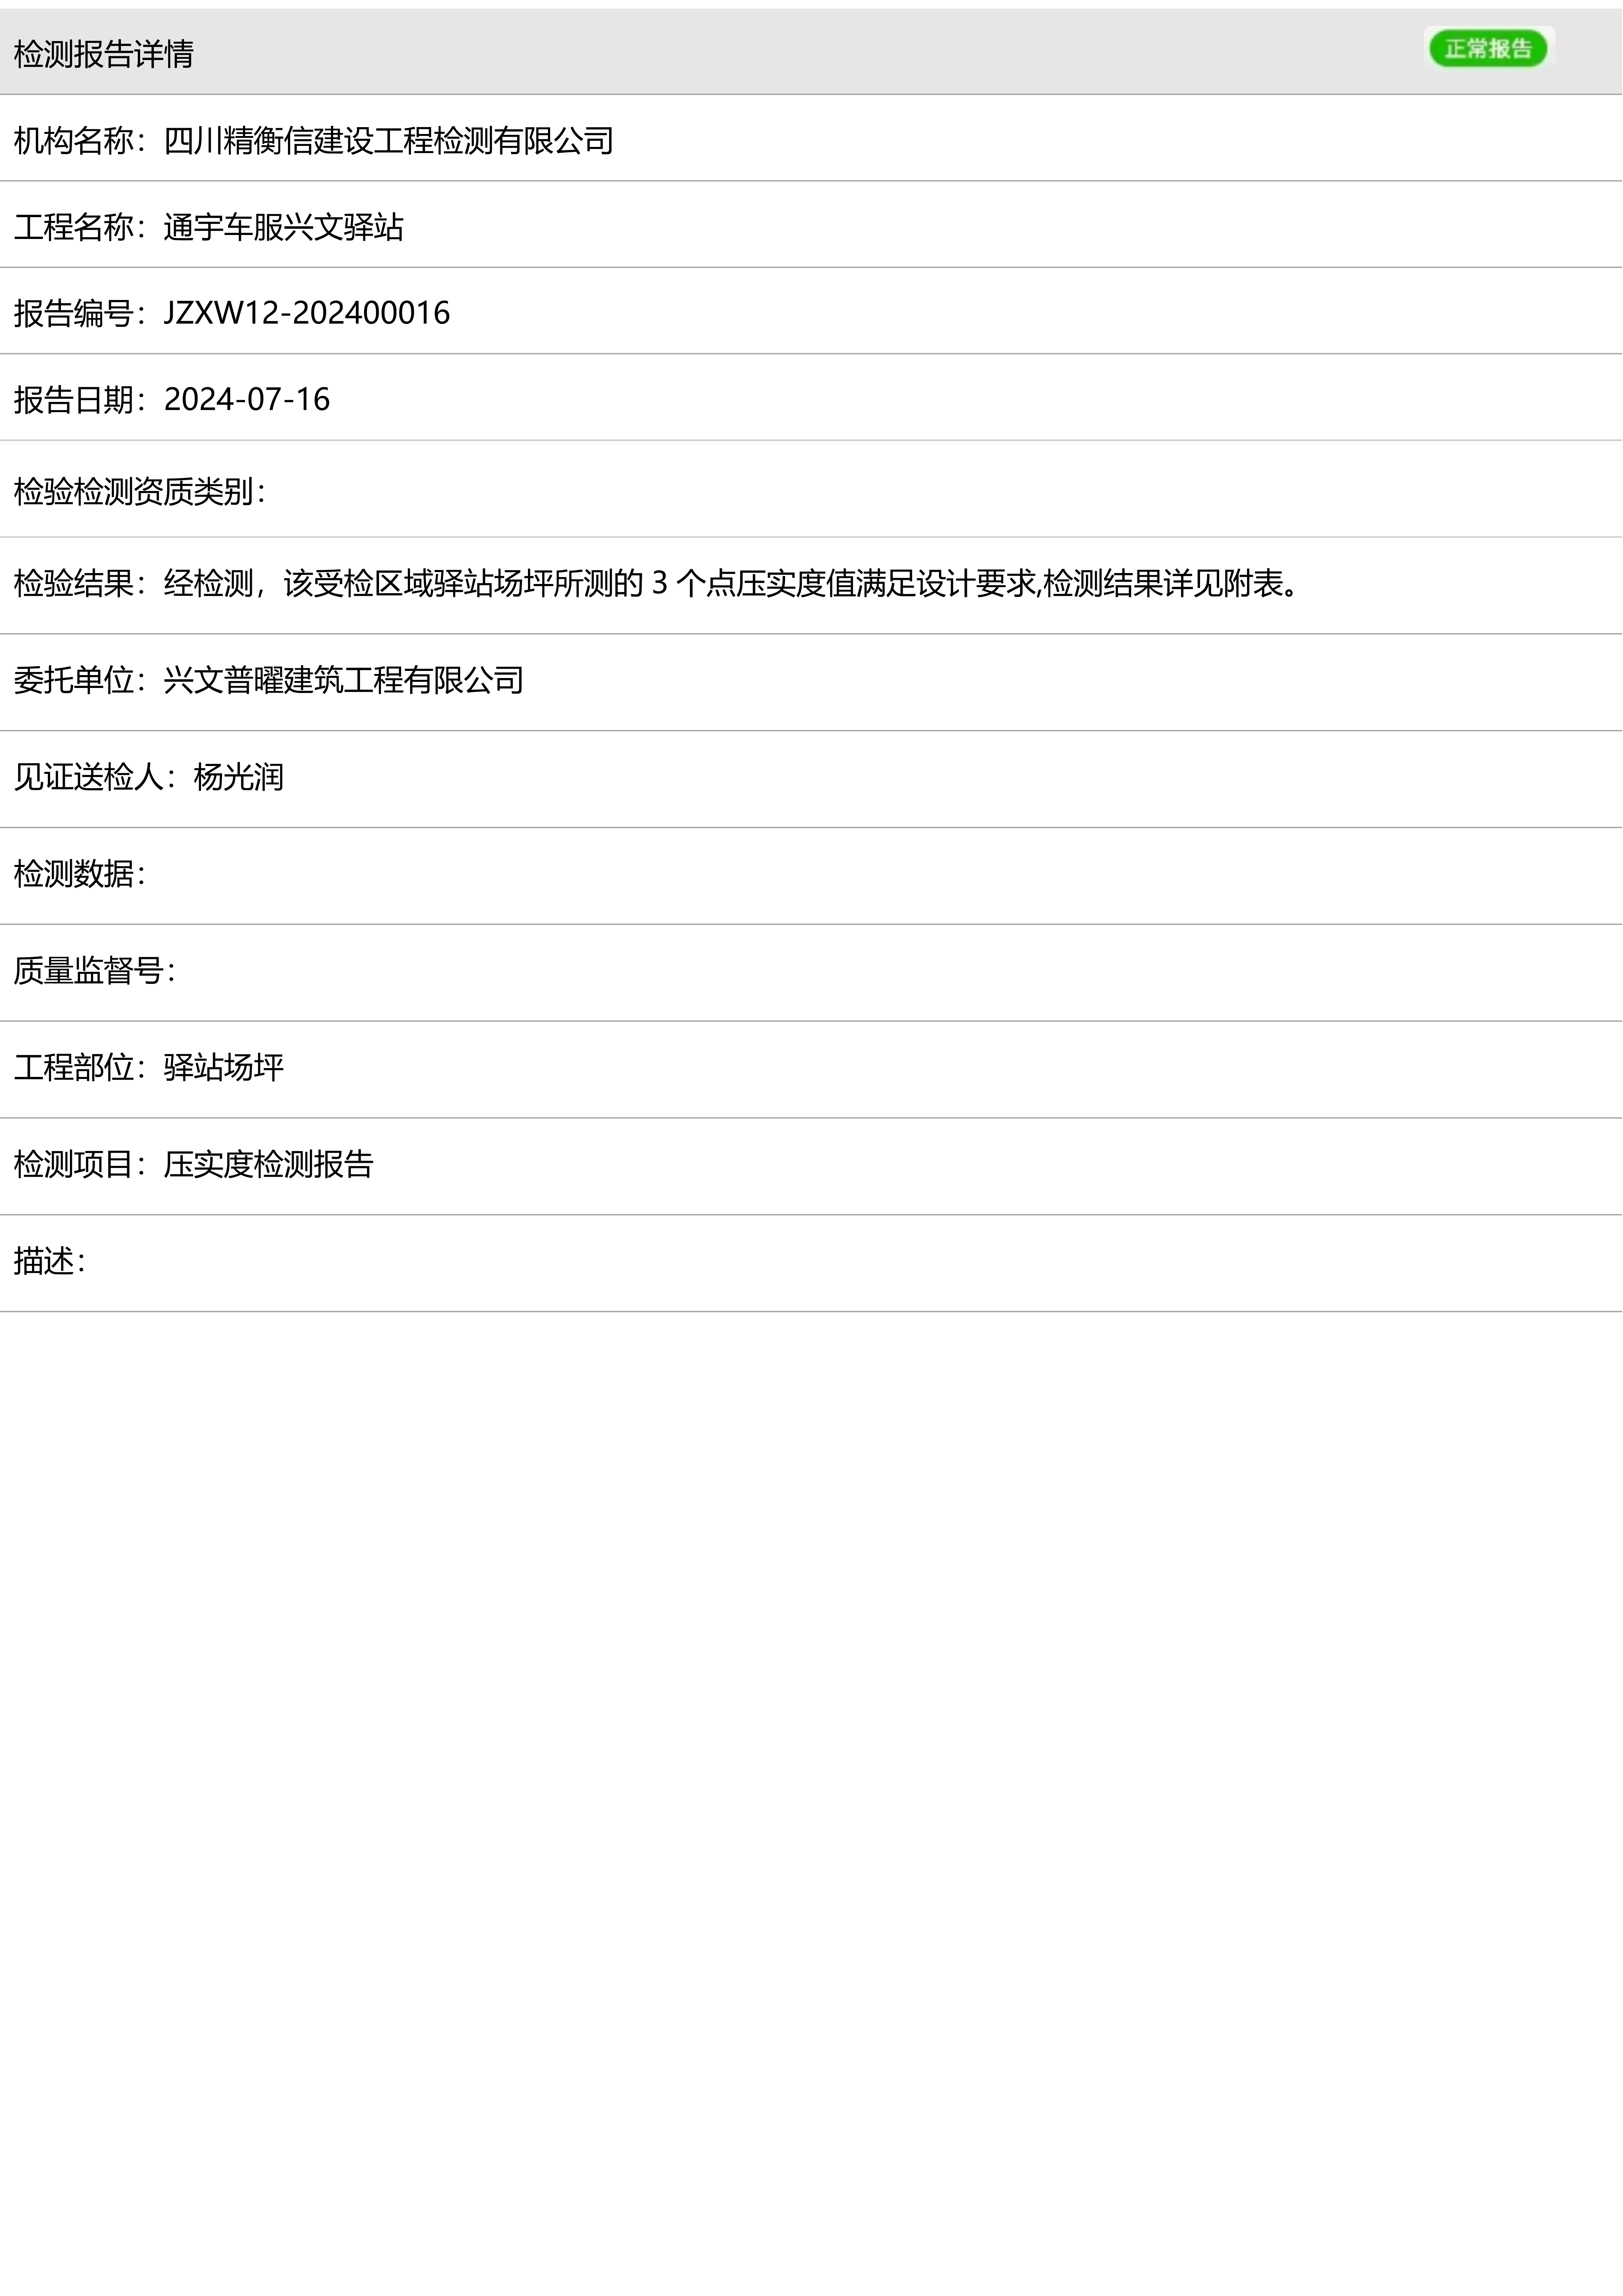 检测报告详情
正常报告
机构名称：四川精衡信建设工程检测有限公司
工程名称：通宇车服兴文驿站
报告编号：JZXW12-202400016
报告日期：2024-07-16
检验检测资质类别：
检验结果：经检测，该受检区域驿站场坪所测的 3 个点压实度值满足设计要求,检测结果详见附表。
委托单位：兴文普曜建筑工程有限公司
见证送检人：杨光润
检测数据：
质量监督号：
工程部位：驿站场坪
检测项目：压实度检测报告
描述：